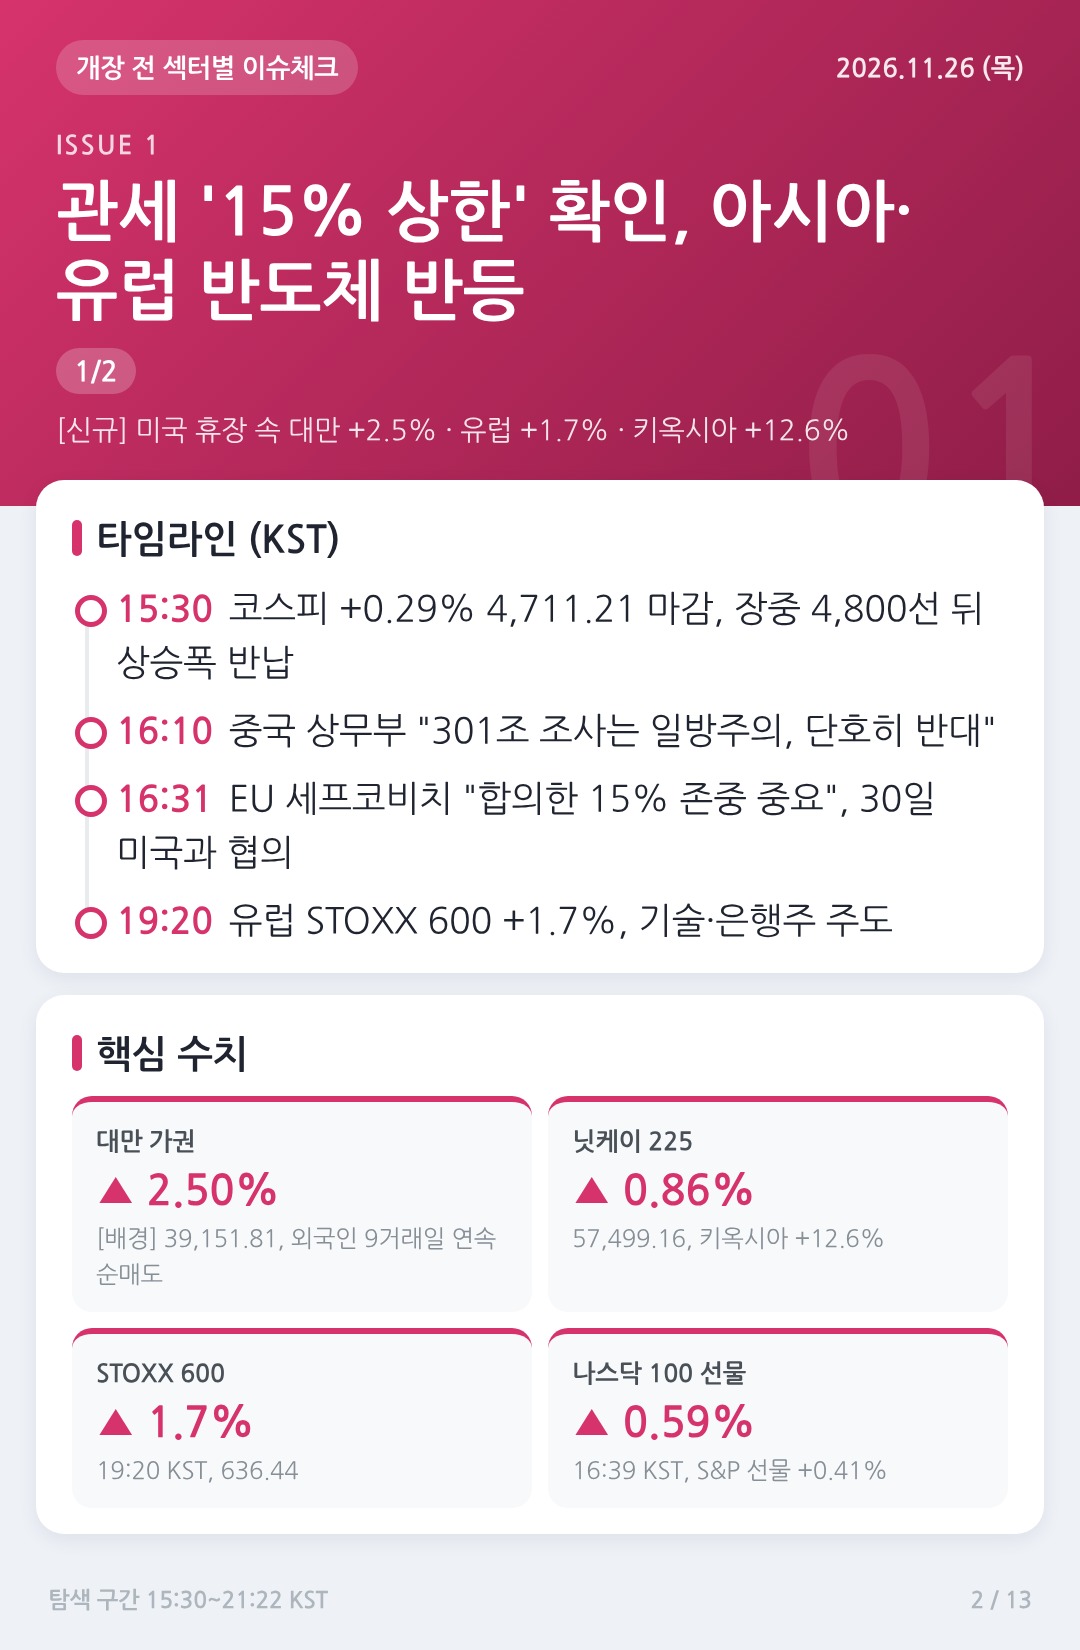 개장 전 섹터별 이슈체크
2026.11.26 (목)
ISSUE 1
관세 '15% 상한' 확인, 아시아·
유럽 반도체 반등
1/2
[신규] 미국 휴장 속 대만 +2.5% · 유럽 +1.7% · 키옥시아 +12.6%
01
타임라인 (KST)
15:30 코스피 +0.29% 4,711.21 마감, 장중 4,800선 뒤
상승폭 반납
16:10 중국 상무부 "301조 조사는 일방주의, 단호히 반대"
16:31 EU 세프코비치 "합의한 15% 존중 중요", 30일
미국과 협의
19:20 유럽 STOXX 600 +1.7%, 기술·은행주 주도
핵심 수치
대만 가권
▲ 2.50%
[배경] 39,151.81, 외국인 9거래일 연속
순매도
닛케이 225
▲ 0.86%
57,499.16, 키옥시아 +12.6%
STOXX 600
▲ 1.7%
19:20 KST, 636.44
나스닥 100 선물
▲ 0.59%
16:39 KST, S&P 선물 +0.41%
탐색 구간 15:30~21:22 KST
2 / 13